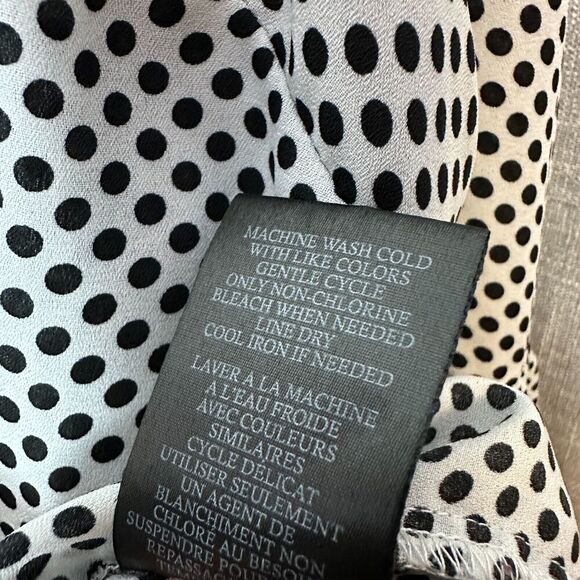 MACHINE WASH COLD
WITH LIKE COLORS
GENTLE CYCLE
ONLY NON-CHLORINE
BLEACH WHEN NEEDED
LINE DRY
COOL IRON IF NEEDED
LAVER A LA MACHINE
A L'EAU FROIDE
AVEC COULEURS
SIMILAIRES
CYCLE DELICAT
UTILISER SEULEMENT
UN AGENT DE
BLANCHIMENT NON
CHLORÉ AU BESOIN
SUSPENDRE POUR
REPASSAGE